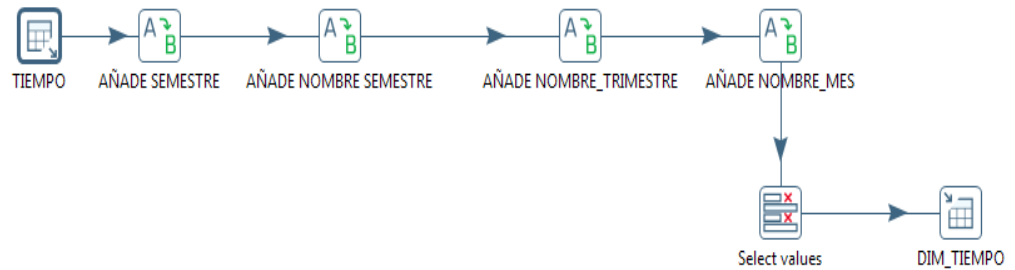 TIEMPO
AÑADE SEMESTRE
AÑADE NOMBRE SEMESTRE
AÑADE NOMBRE_TRIMESTRE
AÑADE NOMBRE_MES
Select values
DIM_TIEMPO